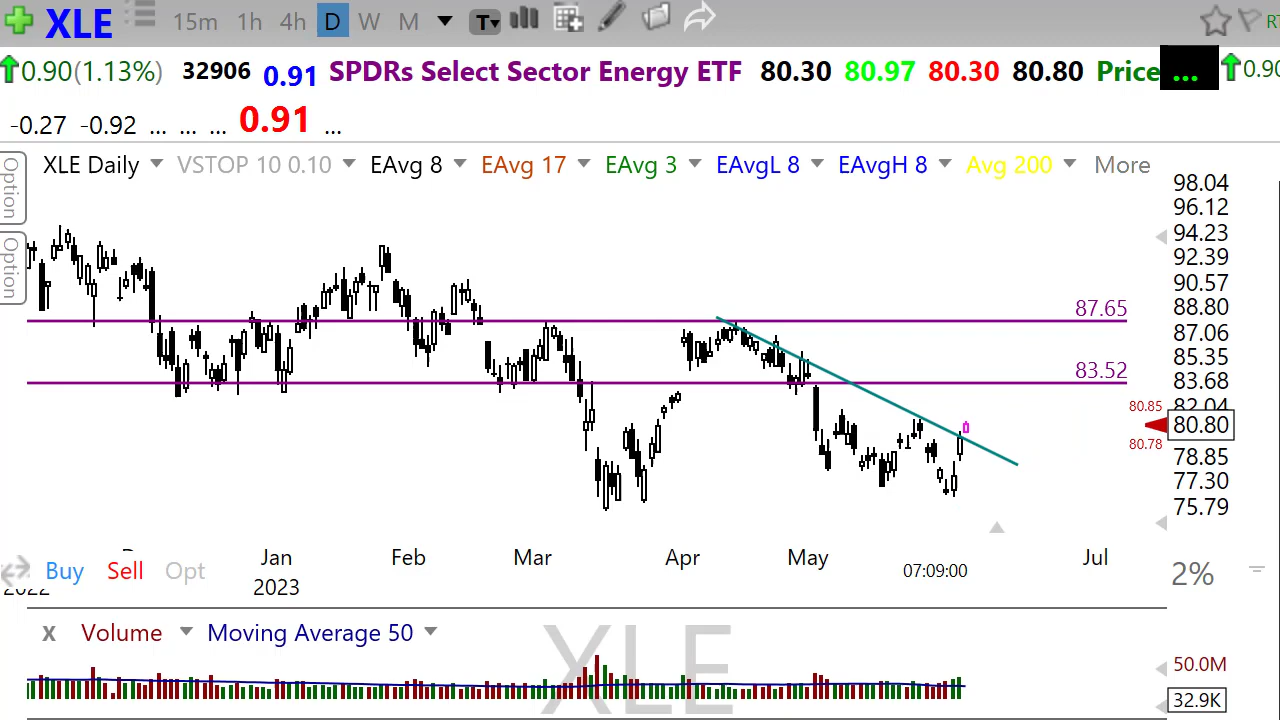 XLE 15m 1h 4h D W M T
0.90(1.13%) 32906 0.91 SPDRs Select Sector Energy ETF 80.30 80.97 80.30 80.80 Price ... 0.90
-0.27 -0.92 ... ... ... 0.91 ...
XLE Daily VSTOP 10 0.10 EAvg 8 EAvg 17 EAvg 3 EAvgL 8 EAvgH 8 Avg 200 More
Option
Option
98.04
96.12
94.23
92.39
90.57
87.65
88.80
87.06
85.35
83.52
83.68
80.85
82.04
80.80
80.78
78.85
77.30
75.79
Jan Feb Mar Apr May Jul
Buy Sell Opt 07:09:00 2%
2022 2023
X Volume Moving Average 50
XLE
50.0M
32.9K